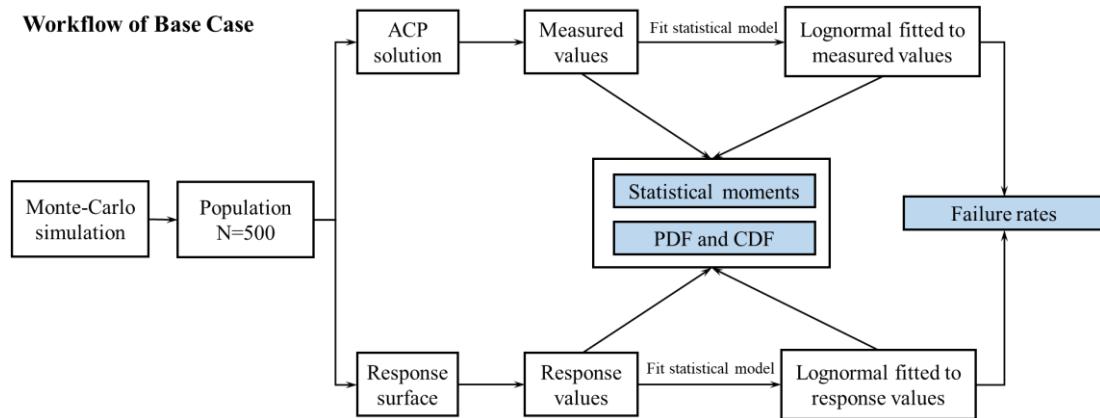 Workflow of Base Case
ACP
solution
Measured
values
Fit statistical model
Lognormal fitted to
measured values
Monte-Carlo
simulation
Population
N=500
Statistical moments
PDF and CDF
Failure rates
Response
surface
Response
values
Fit statistical model
Lognormal fitted to
response values